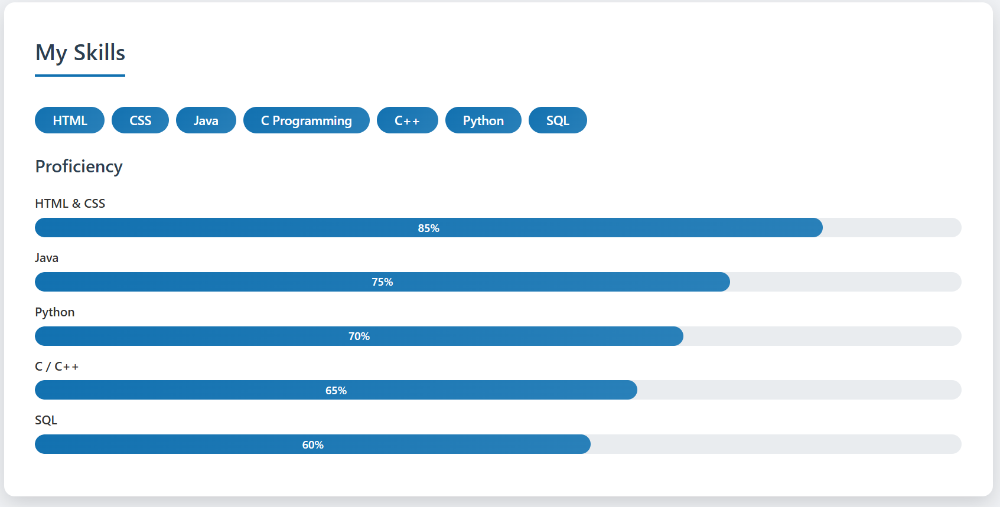 My Skills
HTML CSS Java C Programming C++ Python SQL
Proficiency
HTML & CSS
85%
Java
75%
Python
70%
C / C++
65%
SQL
60%